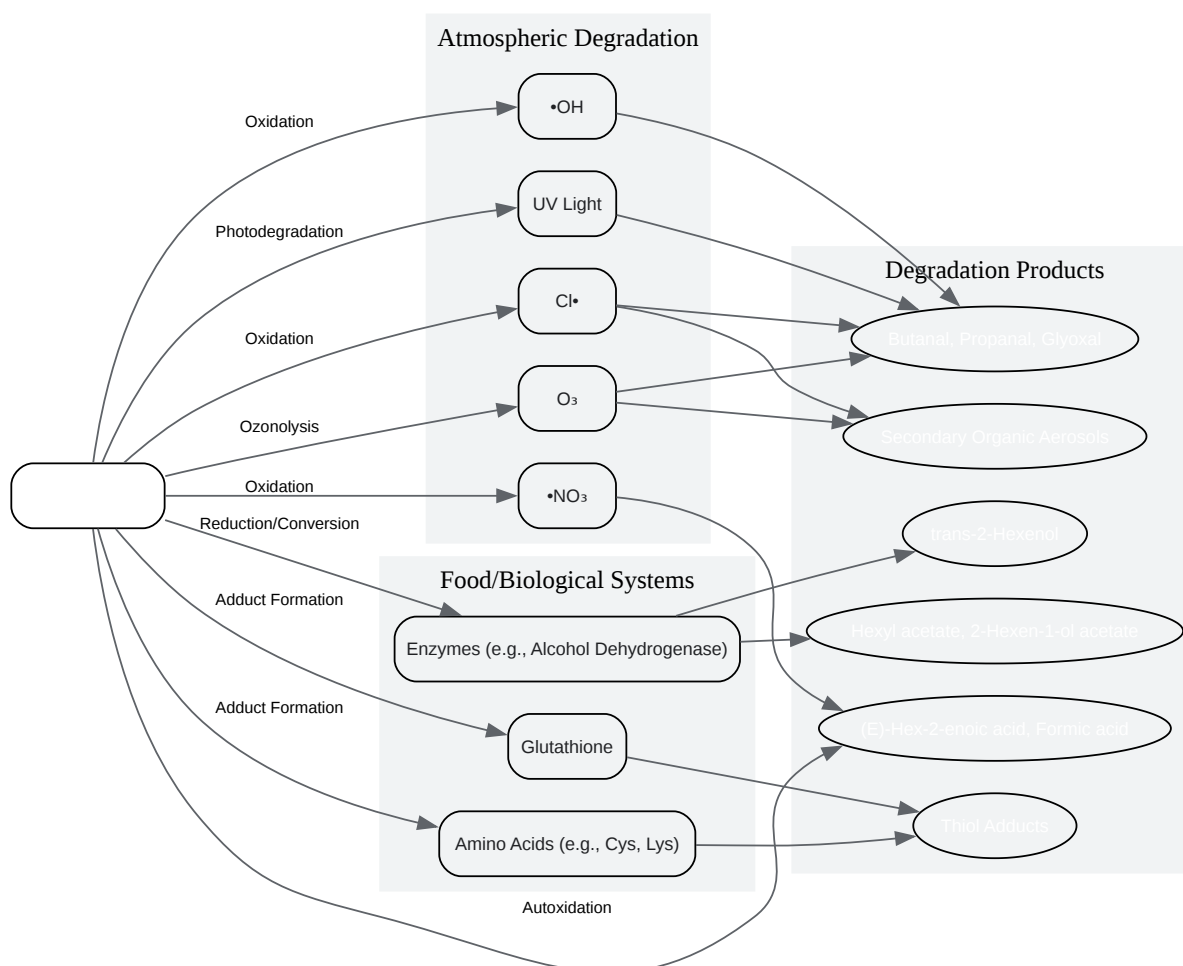 Atmospheric Degradation
•OH
Oxidation
UV Light
Photodegradation
Degradation Products
Cl•
Oxidation
Butanal, Propanal, Glyoxal
O₃
Ozonolysis
Secondary Organic Aerosols
•NO₃
Oxidation
Reduction/Conversion
trans-2-Hexenol
Food/Biological Systems
Adduct Formation
Enzymes (e.g., Alcohol Dehydrogenase)
Hexyl acetate, 2-Hexen-1-ol acetate
Adduct Formation
Glutathione
(E)-Hex-2-enoic acid, Formic acid
Amino Acids (e.g., Cys, Lys)
Thiol Adducts
Autoxidation